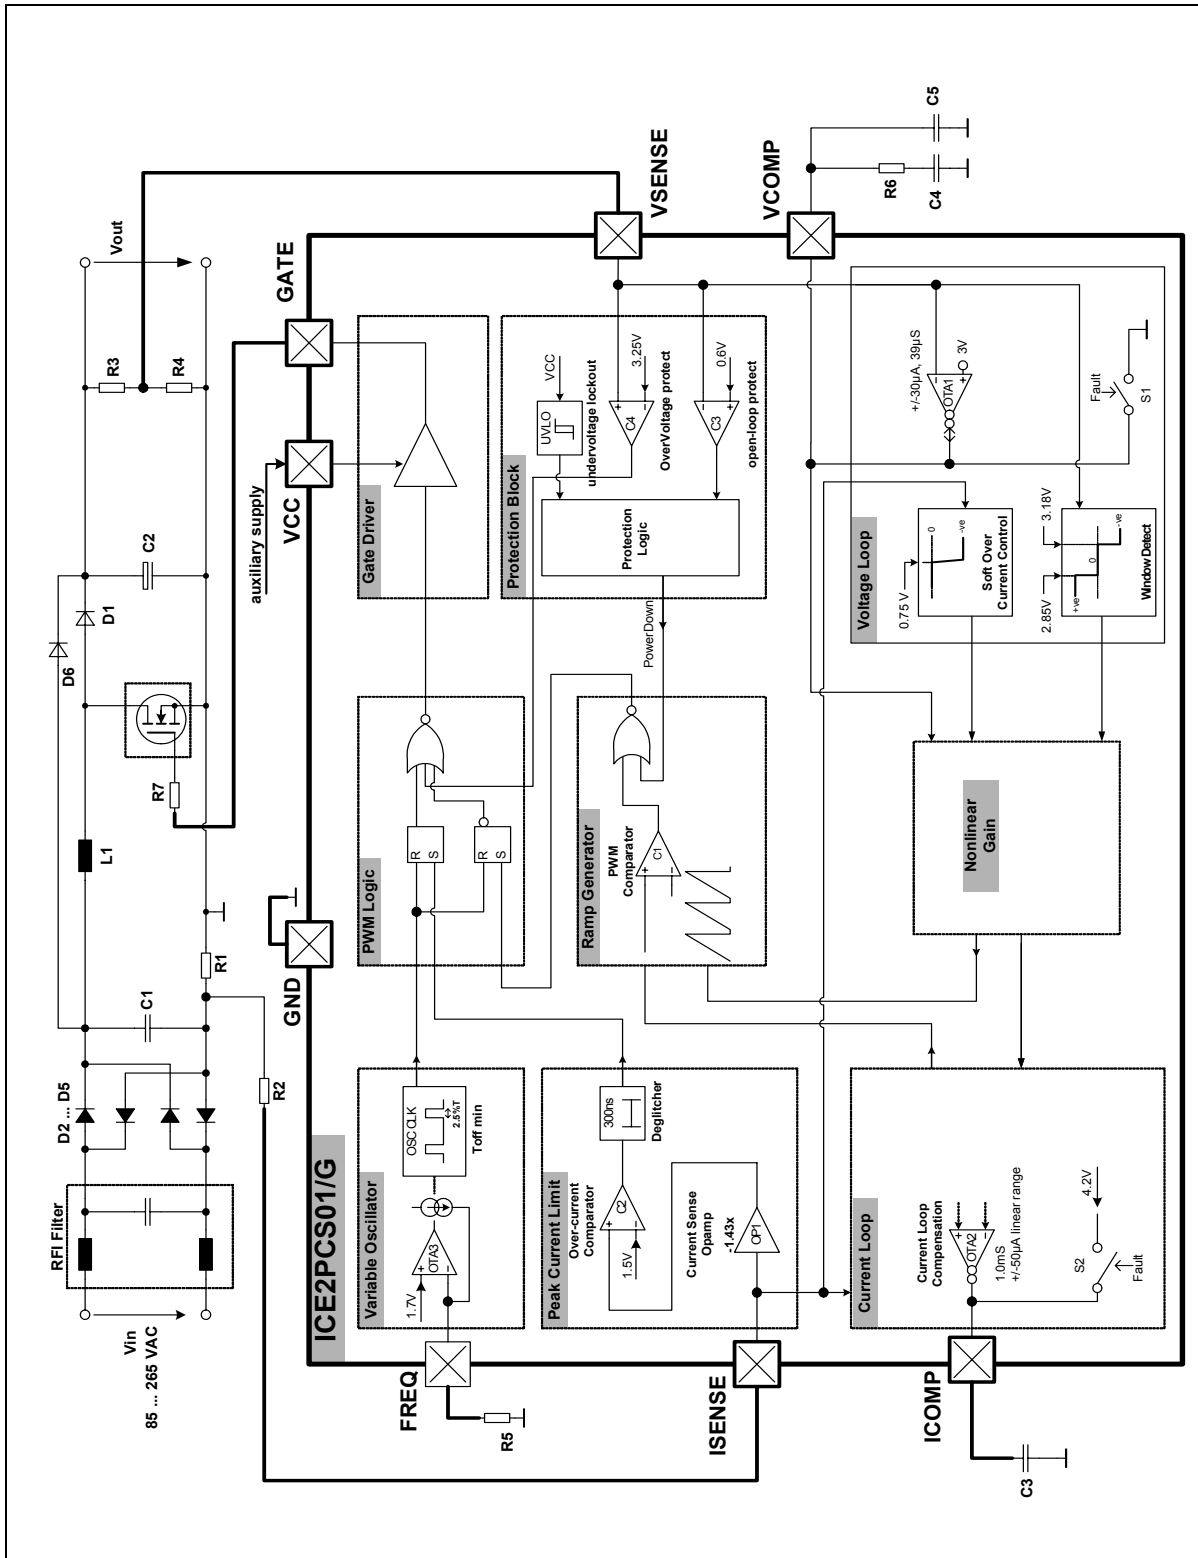 RFI Filter
Vin
85 ... 265 VAC
D2 ... D5
C1
R1
R2
L1
R7
D6
D1
C2
R3
R4
Vout
auxiliary supply
GND
VCC
GATE
ICE2PCS01/G
FREQ
R5
Variable Oscillator
1.7V
+
-
OTA3
OSC CLK
2.5%T
Toff min
PWM Logic
R
S
R
S
Gate Driver
ISENSE
Peak Current Limit
Over-current
Comparator
1.5V
+
-
C2
300ns
Deglitcher
Current Sense
Opamp
-1.43x
OP1
Ramp Generator
PWM
Comparator
+
-
C1
PowerDown
Protection Block
Protection
Logic
UVLO
VCC
undervoltage lockout
+
-
C4
3.25V
OverVoltage protect
-
+
C3
0.6V
open-loop protect
VSENSE
ICOMP
C3
Current Loop
Current Loop
Compensation
+
-
OTA2
1.0mS
+/-50µA linear range
S2
Fault
4.2V
Nonlinear
Gain
Voltage Loop
0.75 V
0
-ve
Soft Over
Current Control
2.85V
3.18V
+ve
0
-ve
Window Detect
+/-30µA, 39µS
-
+
OTA1
3V
Fault
S1
VCOMP
R6
C4
C5